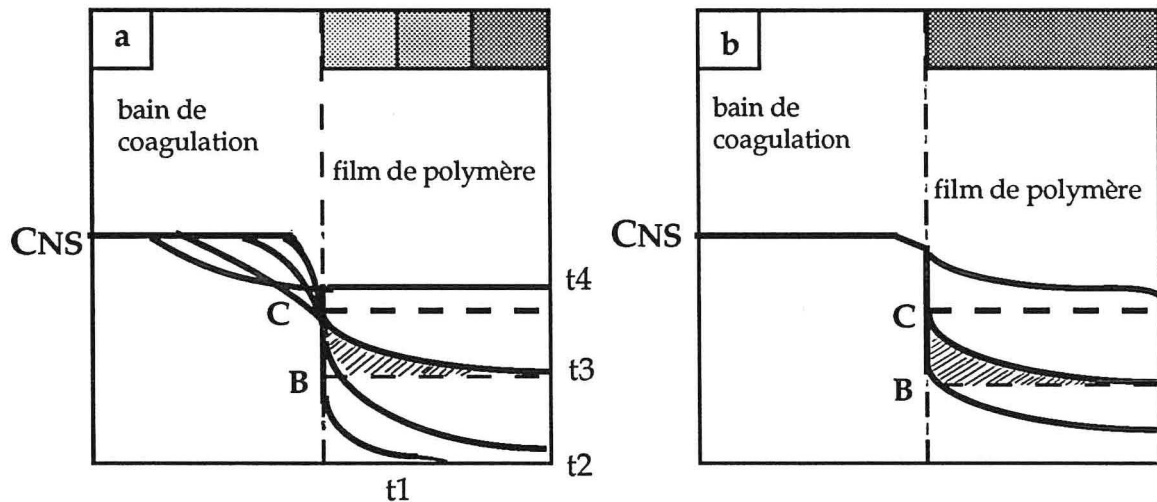 a
bain de
coagulation
film de polymère
CNS
C
B
t4
t3
t2
t1
b
bain de
coagulation
film de polymère
CNS
C
B